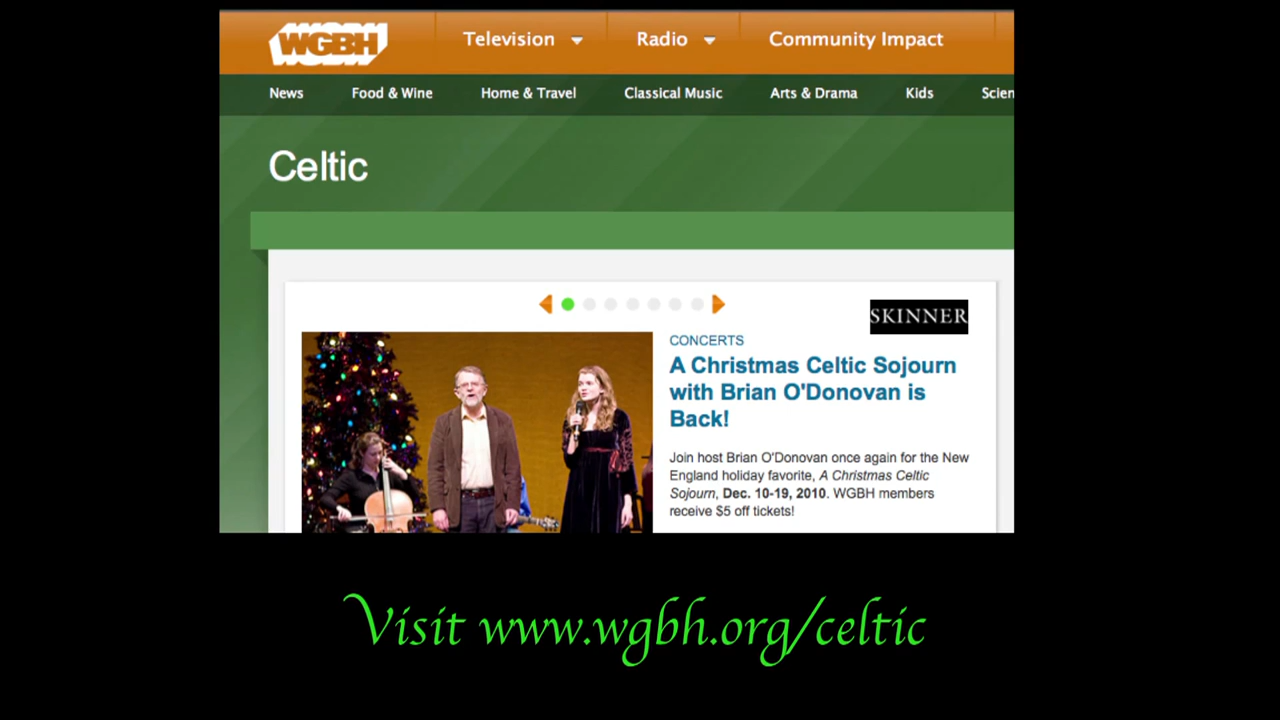 WGBH
Television
Radio
Community Impact
News
Food & Wine
Home & Travel
Classical Music
Arts & Drama
Kids
Scien
Celtic
SKINNER
CONCERTS
A Christmas Celtic Sojourn
with Brian O'Donovan is
Back!
Join host Brian O'Donovan once again for the New
England holiday favorite, A Christmas Celtic
Sojourn, Dec. 10-19, 2010. WGBH members
receive $5 off tickets!
Visit www.wgbh.org/celtic